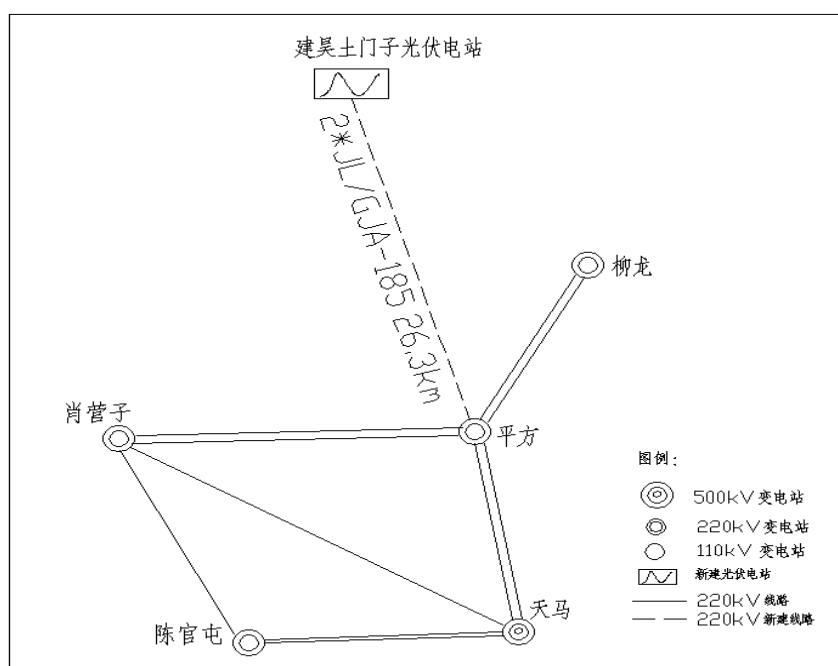 建昊土门子光伏电站
2*JL/GJA-185 26.3km
柳龙
肖营子
平方
图例：
500kV 变电站
220kV 变电站
110kV 变电站
新建光伏电站
220kV 线路
220kV 新建线路
天马
陈官屯